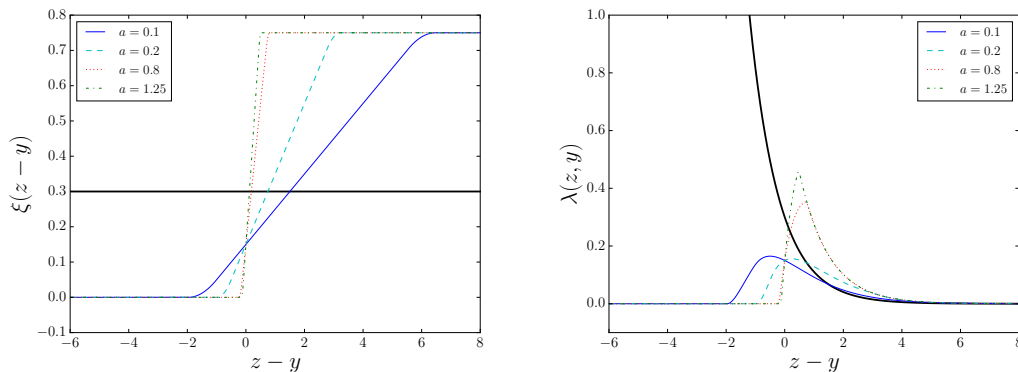 a = 0.1
a = 0.2
a = 0.8
a = 1.25
0.8
0.7
0.6
0.5
0.4
0.3
0.2
0.1
0.0
−0.1
ξ(z − y)
−6 −4 −2 0 2 4 6 8
z − y
a = 0.1
a = 0.2
a = 0.8
a = 1.25
1.0
0.8
0.6
0.4
0.2
0.0
λ(z, y)
−6 −4 −2 0 2 4 6 8
z − y